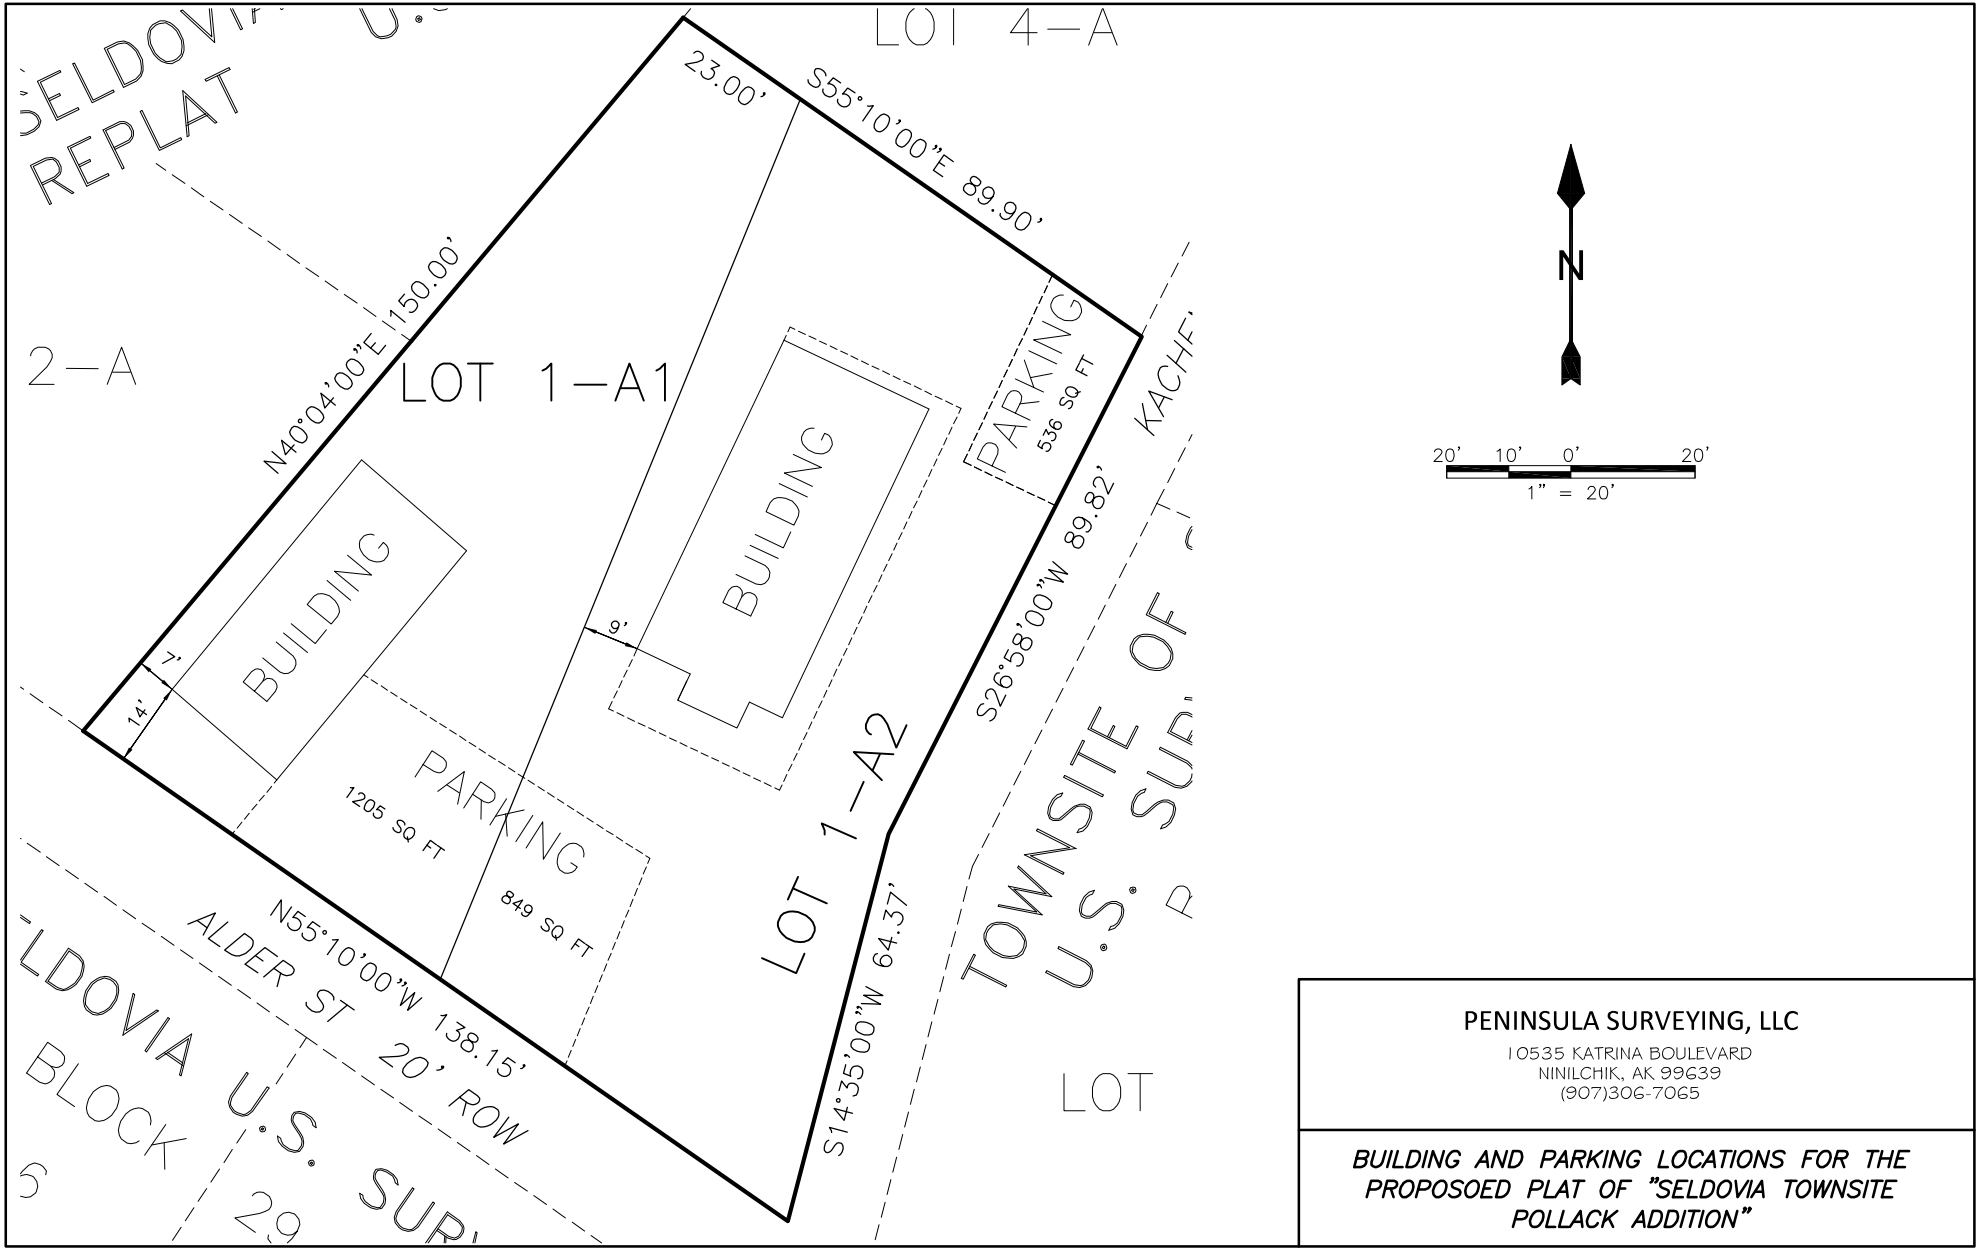 SELDOVIA
REPLAT
LOT 4-A
23.00'
S55°10'00"E 89.90'
N40°04'00"E 150.00'
2-A
LOT 1-A1
PARKING
536 SQ FT
N
20' 10' 0' 20'
1" = 20'
BUILDING
BUILDING
9'
7'
14'
S26°58'00"W 89.82'
TOWNSITE OF
U.S.
PARKING
1205 SQ FT
849 SQ FT
LOT 1-A2
S14°35'00"W 64.37'
N55°10'00"W 138.15'
ALDER ST 20' ROW
U.S.
BLOCK
29
LOT
PENINSULA SURVEYING, LLC
10535 KATRINA BOULEVARD
NINILCHIK, AK 99639
(907)306-7065
BUILDING AND PARKING LOCATIONS FOR THE
PROPOSOED PLAT OF "SELDOVIA TOWNSITE
POLLACK ADDITION"